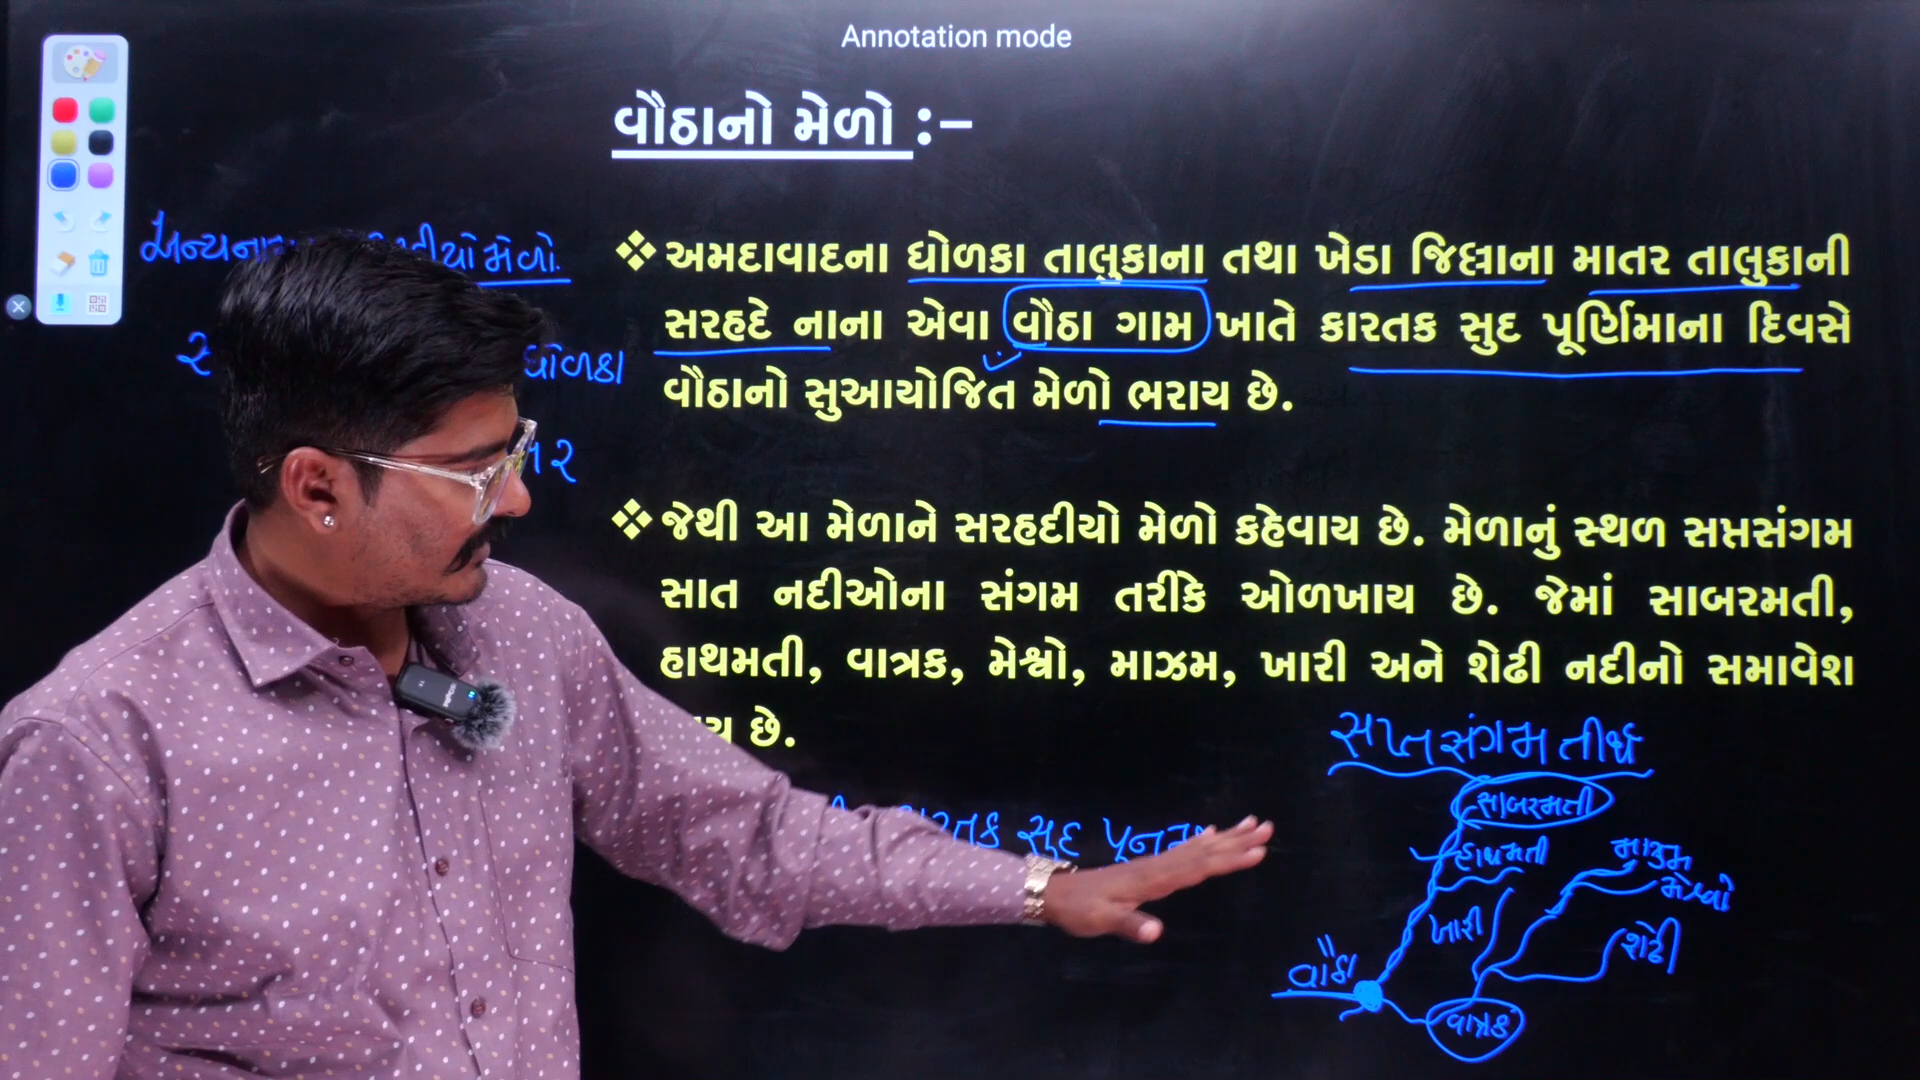 Annotation mode
વૌઠાનો મેળો :-
સરહદીયો મેળો.
❖ અમદાવાદના ધોળકા તાલુકાના તથા ખેડા જિલ્લાના માતર તાલુકાની
સરહદે નાના એવા વૌઠા ગામ ખાતે કારતક સુદ પૂર્ણિમાના દિવસે
વૌઠાનો સુઆયોજિત મેળો ભરાય છે.
ધોળકા
❖ જેથી આ મેળાને સરહદીયો મેળો કહેવાય છે. મેળાનું સ્થળ સપ્તસંગમ
સાત નદીઓના સંગમ તરીકે ઓળખાય છે. જેમાં સાબરમતી,
હાથમતી, વાત્રક, મેશ્વો, માઝમ, ખારી અને શેઢી નદીનો સમાવેશ
છે.
સપ્તસંગમ તીર્થ
સાબરમતી
સુદ પૂનમ
હાથમતી
માઝમ
મેશ્વો
ખારી
શેઢી
વૌઠા
વાત્રક